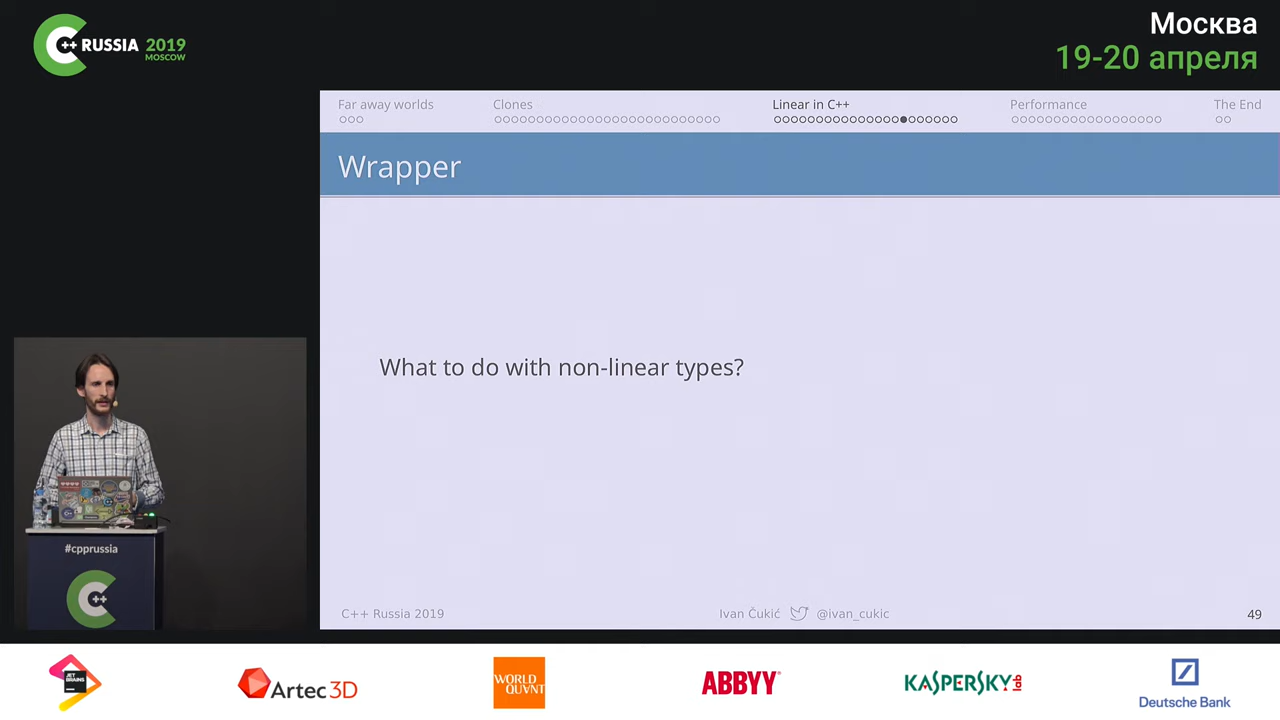 C++ RUSSIA 2019
MOSCOW
Москва
19-20 апреля
Far away worlds
Clones
Linear in C++
Performance
The End
Wrapper
What to do with non-linear types?
#cpprussia
C++
C++ Russia 2019
Ivan Čukić
@ivan_cukic
49
JET
BRAINS
Artec 3D
WORLD
QUANT
ABBYY
KASPERSKY lab
Deutsche Bank